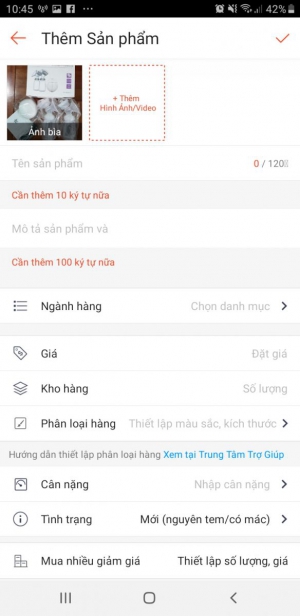 10:45
42%
Thêm Sản phẩm
Ảnh bìa
+ Thêm
Hình Ảnh/Video
Tên sản phẩm 0 / 120
Cần thêm 10 ký tự nữa
Mô tả sản phẩm và
Cần thêm 100 ký tự nữa
Ngành hàng Chọn danh mục
Giá Đặt giá
Kho hàng Số lượng
Phân loại hàng Thiết lập màu sắc, kích thước
Hướng dẫn thiết lập phân loại hàng Xem tại Trung Tâm Trợ Giúp
Cân nặng Nhập cân nặng
Tình trạng Mới (nguyên tem/có mác)
Mua nhiều giảm giá Thiết lập số lượng, giá